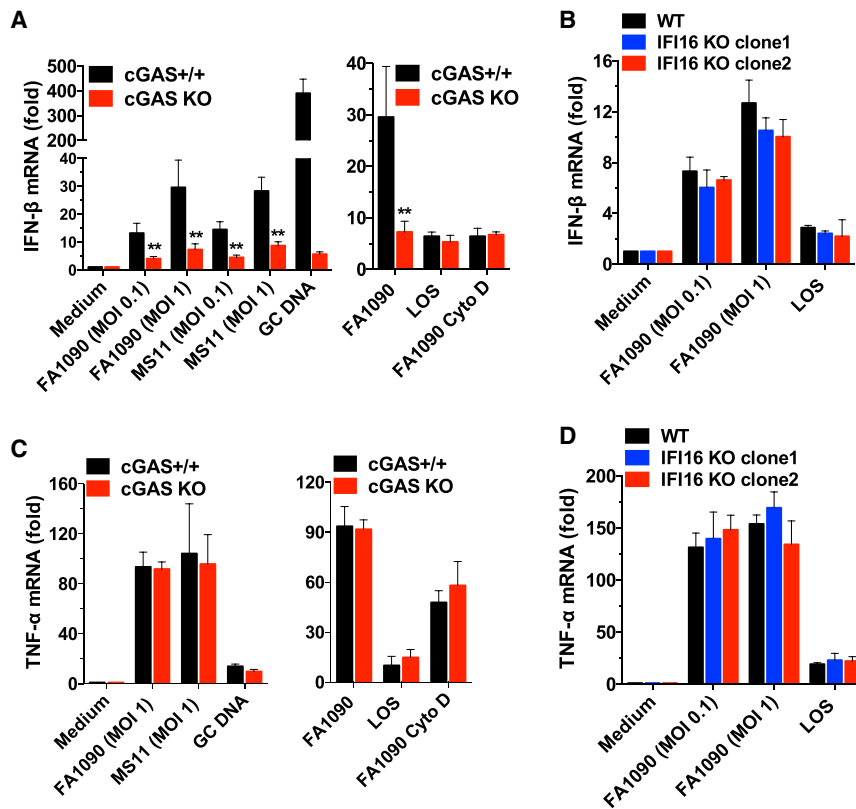 A
cGAS+/+
cGAS KO
IFN-β mRNA (fold)
500
400
300
200
100
40
30
20
10
0
Medium
FA1090 (MOI 0.1)
FA1090 (MOI 1)
MS11 (MOI 0.1)
MS11 (MOI 1)
GC DNA
**
**
**
**
cGAS+/+
cGAS KO
40
30
20
10
0
**
FA1090
LOS
FA1090 Cyto D
B
WT
IFI16 KO clone1
IFI16 KO clone2
IFN-β mRNA (fold)
16
12
8
4
0
Medium
FA1090 (MOI 0.1)
FA1090 (MOI 1)
LOS
C
cGAS+/+
cGAS KO
TNF-α mRNA (fold)
160
120
80
40
0
Medium
FA1090 (MOI 1)
MS11 (MOI 1)
GC DNA
cGAS+/+
cGAS KO
120
90
60
30
0
FA1090
LOS
FA1090 Cyto D
D
WT
IFI16 KO clone1
IFI16 KO clone2
TNF-α mRNA (fold)
200
150
100
50
0
Medium
FA1090 (MOI 0.1)
FA1090 (MOI 1)
LOS